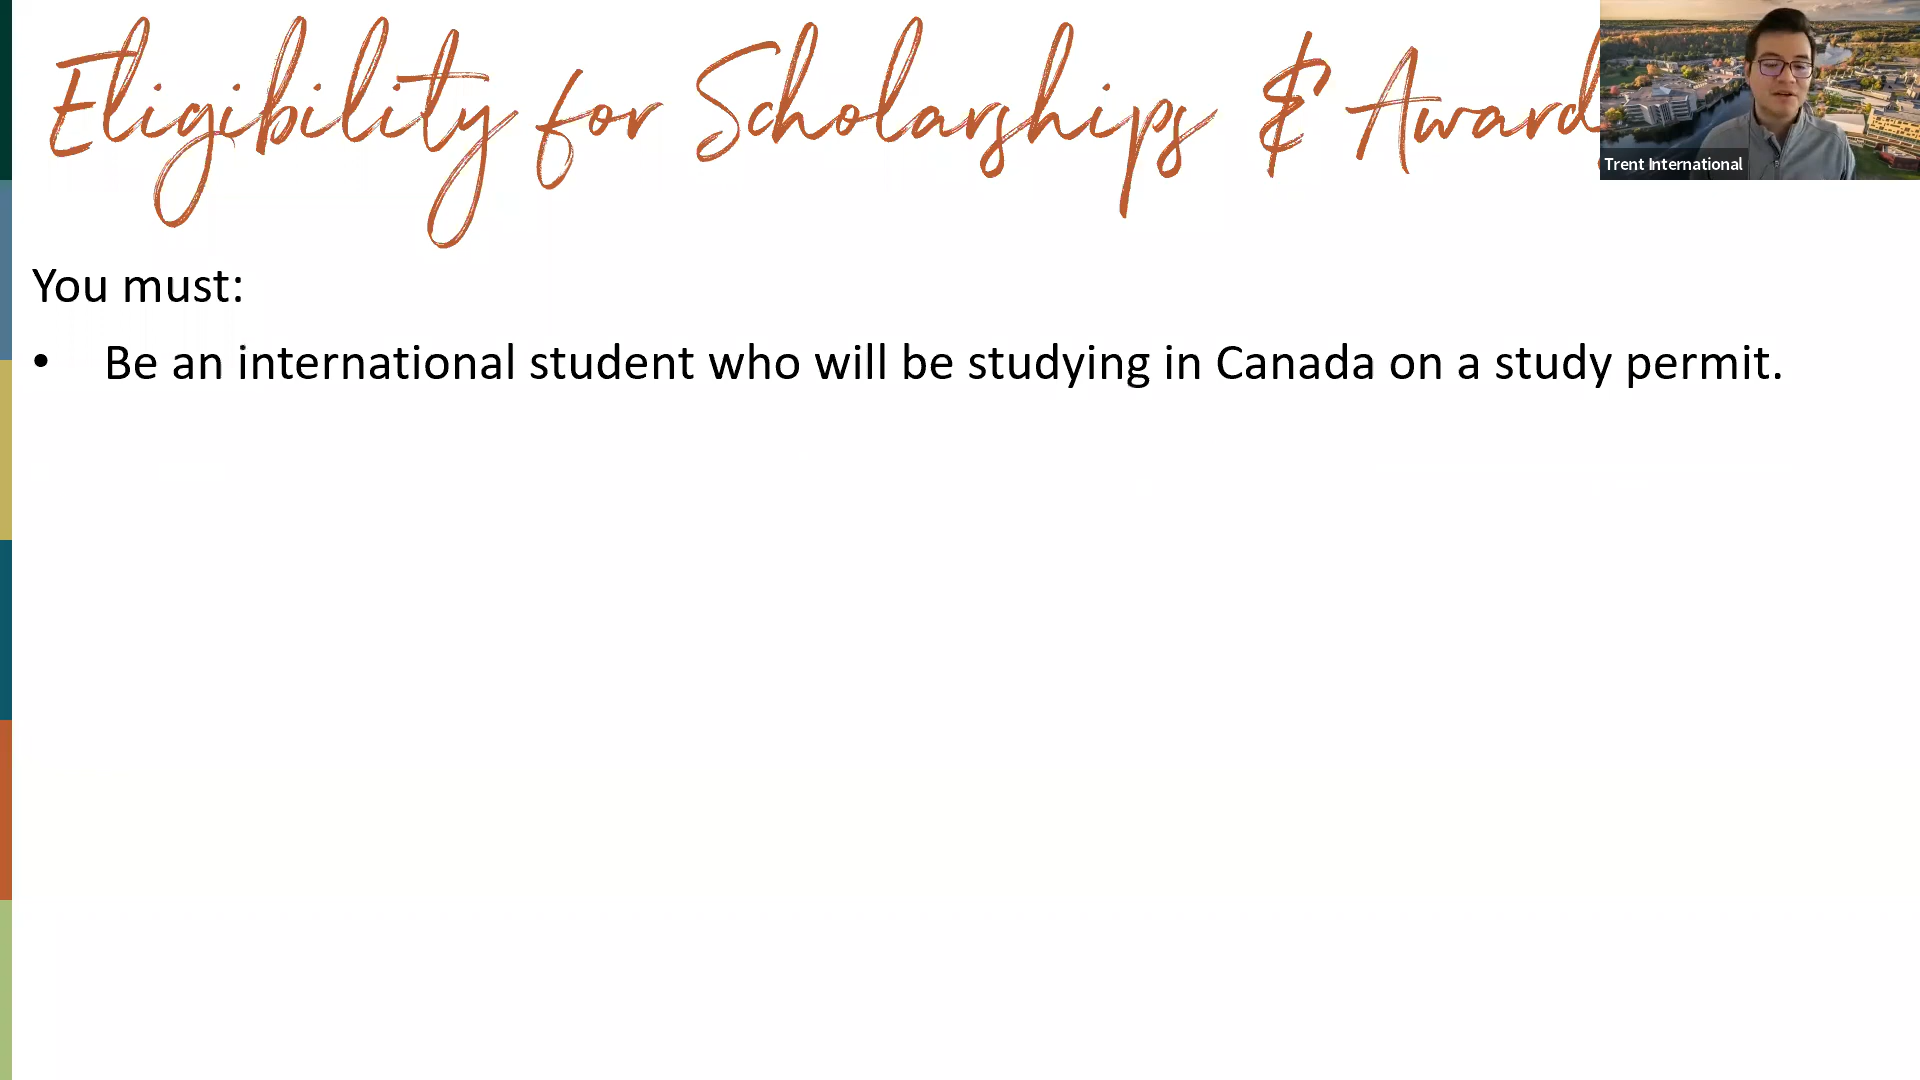 Eligibility for Scholarships & Award
Trent International
You must:
• Be an international student who will be studying in Canada on a study permit.